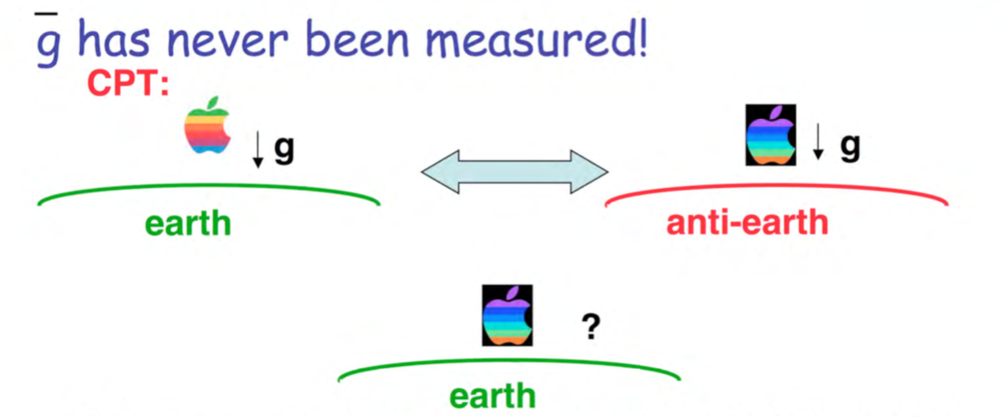 g̅ has never been measured!
CPT:
↓ g
↓ g
earth
anti-earth
?
earth